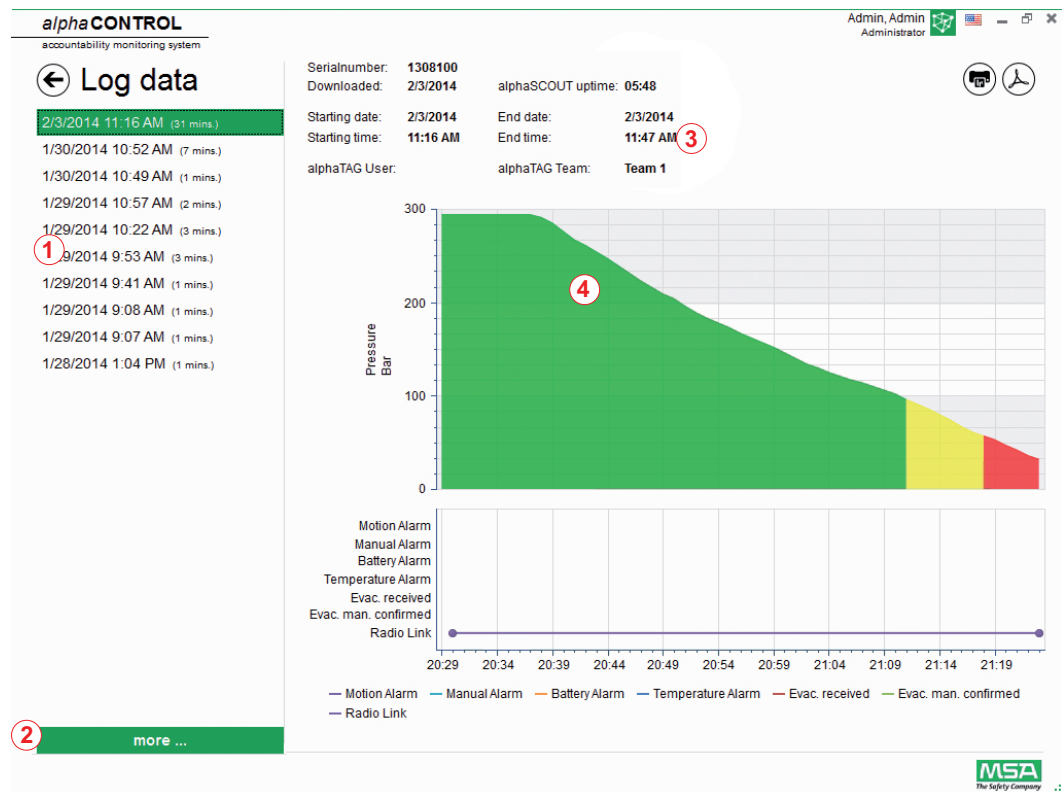 alphaCONTROL
accountability monitoring system
Admin, Admin
Administrator
Log data
2/3/2014 11:16 AM (31 mins.)
1/30/2014 10:52 AM (7 mins.)
1/30/2014 10:49 AM (1 mins.)
1/29/2014 10:57 AM (2 mins.)
1/29/2014 10:22 AM (3 mins.)
9/2014 9:53 AM (3 mins.)
1/29/2014 9:41 AM (1 mins.)
1/29/2014 9:08 AM (1 mins.)
1/29/2014 9:07 AM (1 mins.)
1/28/2014 1:04 PM (1 mins.)
1
2
more ...
Serialnumber: 1308100
Downloaded: 2/3/2014 alphaSCOUT uptime: 05:48
Starting date: 2/3/2014 End date: 2/3/2014
Starting time: 11:16 AM End time: 11:47 AM
3
alphaTAG User: alphaTAG Team: Team 1
300
200
100
0
Pressure
Bar
4
Motion Alarm
Manual Alarm
Battery Alarm
Temperature Alarm
Evac. received
Evac. man. confirmed
Radio Link
20:29 20:34 20:39 20:44 20:49 20:54 20:59 21:04 21:09 21:14 21:19
Motion Alarm Manual Alarm Battery Alarm Temperature Alarm Evac. received Evac. man. confirmed
Radio Link
MSA
The Safety Company